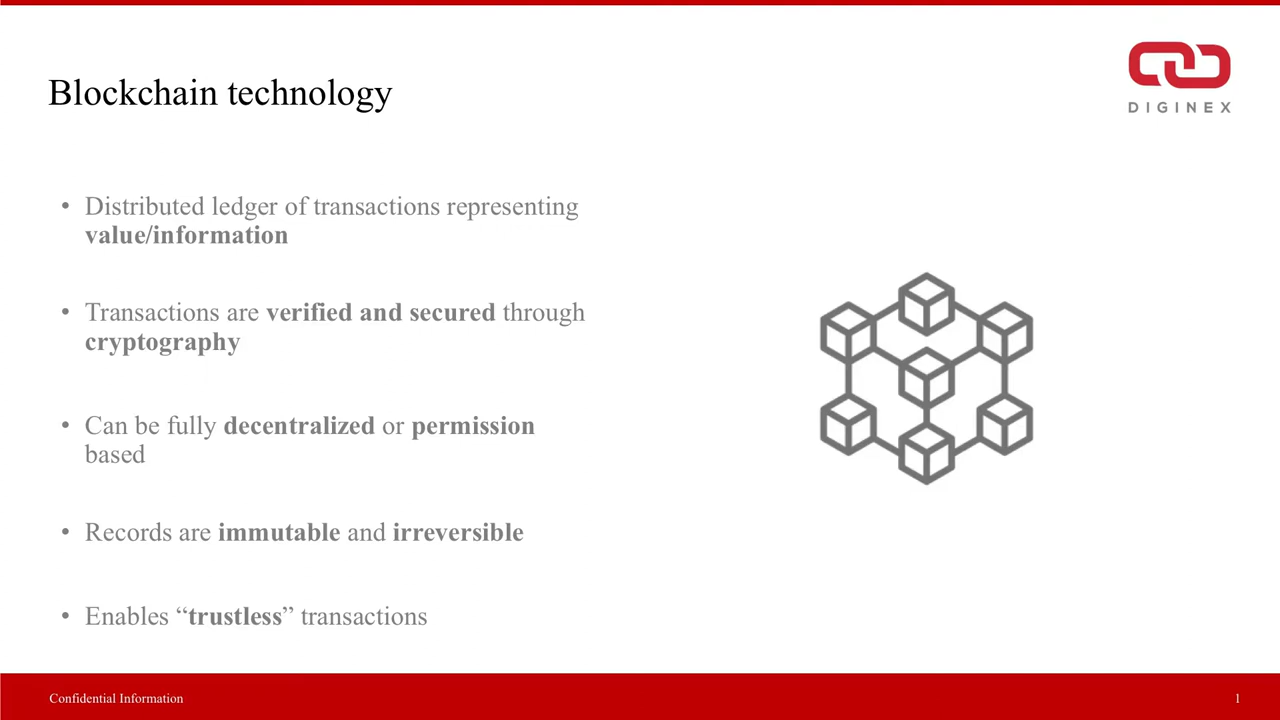 Blockchain technology
DIGINEX
• Distributed ledger of transactions representing
value/information
• Transactions are verified and secured through
cryptography
• Can be fully decentralized or permission
based
• Records are immutable and irreversible
• Enables “trustless” transactions
Confidential Information
1